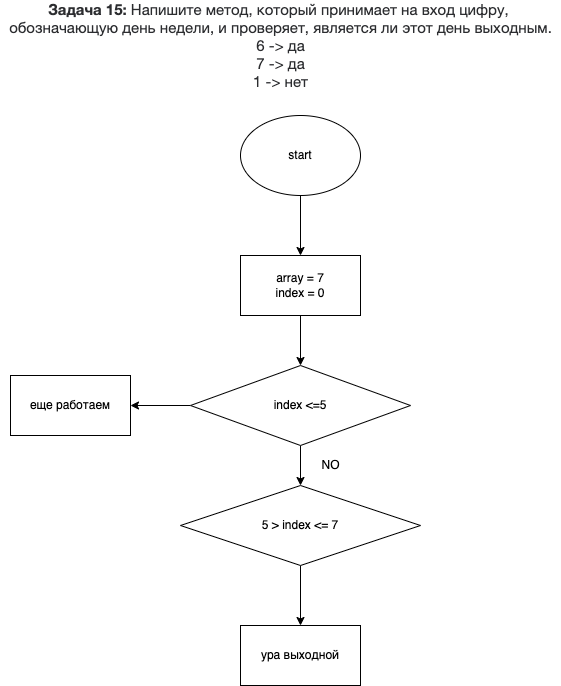 Задача 15: Напишите метод, который принимает на вход цифру,
обозначающую день недели, и проверяет, является ли этот день выходным.
6 -> да
7 -> да
1 -> нет
start
array = 7
index = 0
еще работаем
index <=5
NO
5 > index <= 7
ура выходной